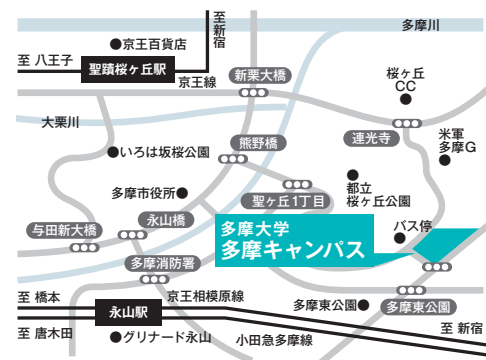 至新宿
多摩川
京王百貨店
至 八王子
聖蹟桜ヶ丘駅
京王線
新栗大橋
桜ヶ丘
CC
大栗川
熊野橋
連光寺
米軍
多摩G
いろは坂桜公園
多摩市役所
聖ヶ丘1丁目
都立
桜ヶ丘公園
永山橋
与田新大橋
多摩大学
多摩キャンパス
バス停
多摩消防署
至 橋本
京王相模原線
永山駅
多摩東公園
多摩東公園
至 新宿
至 唐木田
グリナード永山
小田急多摩線